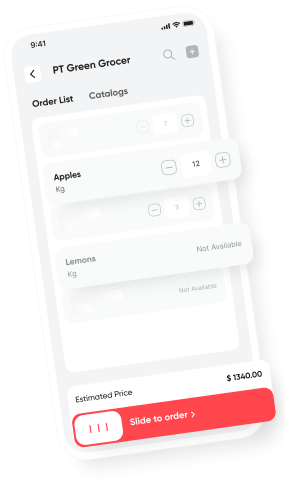 9:41
PT Green Grocer
Order List Catalogs
7
Apples
Kg
12
3
Lemons
Kg
Not Available
Not Available
Estimated Price
$ 1340.00
Slide to order